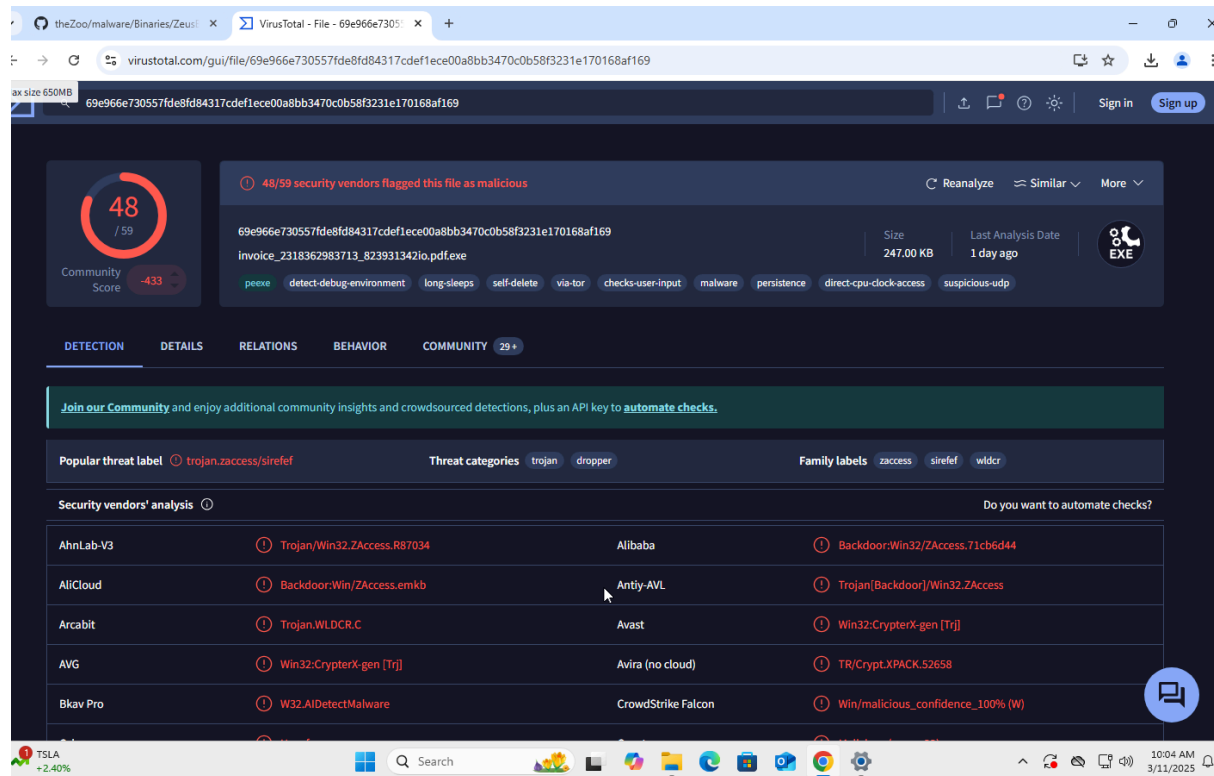 theZoo/malware/Binaries/ZeusB
VirusTotal - File - 69e966e7305
virustotal.com/gui/file/69e966e730557fde8fd84317cdef1ece00a8bb3470c0b58f3231e170168af169
ax size 650MB
69e966e730557fde8fd84317cdef1ece00a8bb3470c0b58f3231e170168af169
Sign in
Sign up
48
/ 59
Community
Score
-433
48/59 security vendors flagged this file as malicious
Reanalyze
Similar
More
69e966e730557fde8fd84317cdef1ece00a8bb3470c0b58f3231e170168af169
invoice_2318362983713_823931342io.pdf.exe
Size
247.00 KB
Last Analysis Date
1 day ago
EXE
peexe detect-debug-environment long-sleeps self-delete via-tor checks-user-input malware persistence direct-cpu-clock-access suspicious-udp
DETECTION DETAILS RELATIONS BEHAVIOR COMMUNITY 29+
Join our Community and enjoy additional community insights and crowdsourced detections, plus an API key to automate checks.
Popular threat label trojan.zaccess/sirefef
Threat categories trojan dropper
Family labels zaccess sirefef wldcr
Security vendors' analysis
Do you want to automate checks?
AhnLab-V3 Trojan/Win32.ZAccess.R87034
Alibaba Backdoor:Win32/ZAccess.71cb6d44
AliCloud Backdoor:Win/ZAccess.emkb
Antiy-AVL Trojan[Backdoor]/Win32.ZAccess
Arcabit Trojan.WLDCR.C
Avast Win32:CrypterX-gen [Trj]
AVG Win32:CrypterX-gen [Trj]
Avira (no cloud) TR/Crypt.XPACK.52658
Bkav Pro W32.AIDetectMalware
CrowdStrike Falcon Win/malicious_confidence_100% (W)
1
TSLA
+2.40%
Search
10:04 AM
3/11/2025